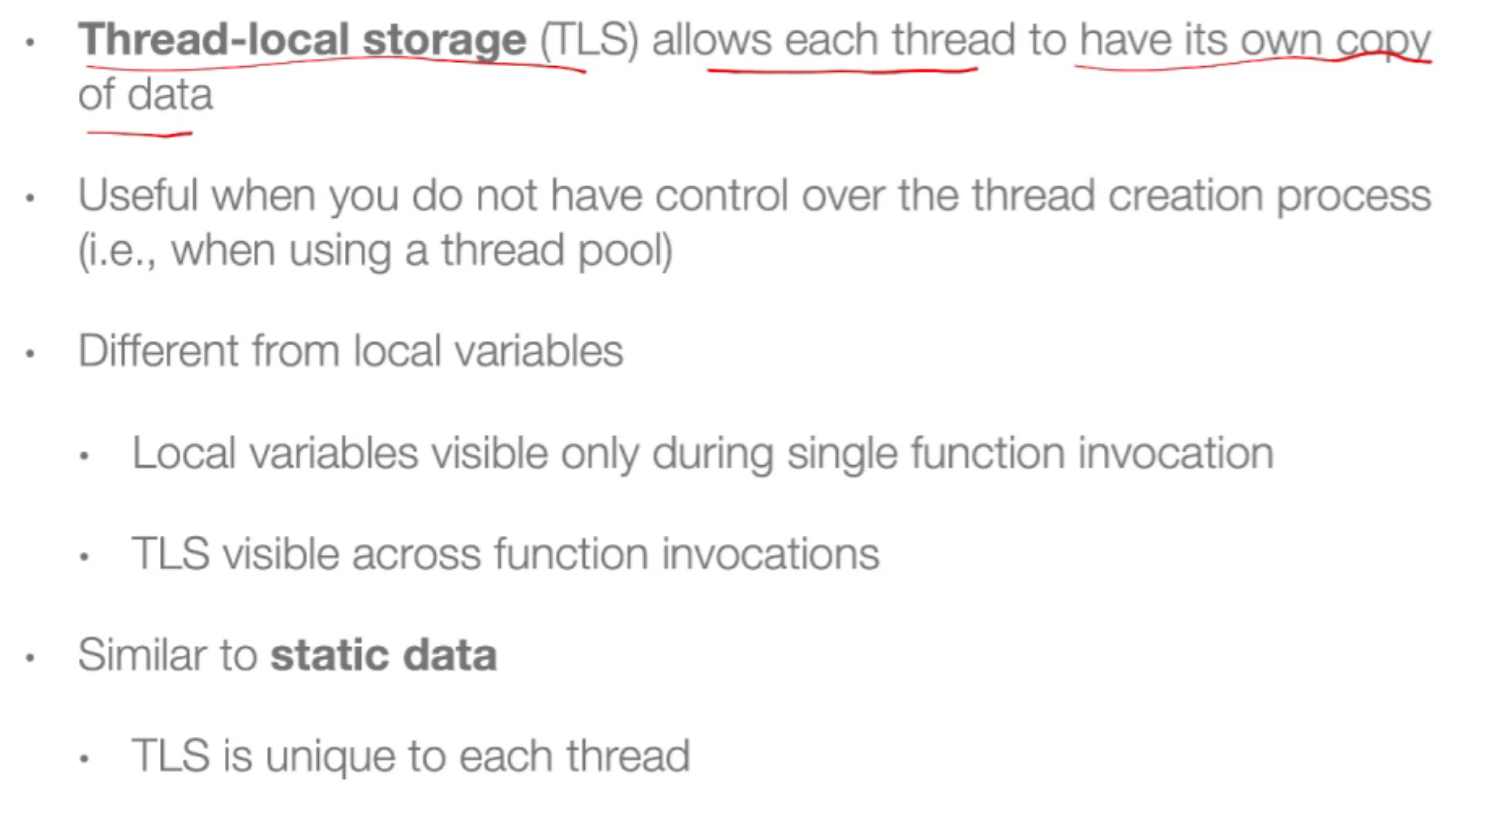 • Thread-local storage (TLS) allows each thread to have its own copy
of data
• Useful when you do not have control over the thread creation process
(i.e., when using a thread pool)
• Different from local variables
• Local variables visible only during single function invocation
• TLS visible across function invocations
• Similar to static data
• TLS is unique to each thread